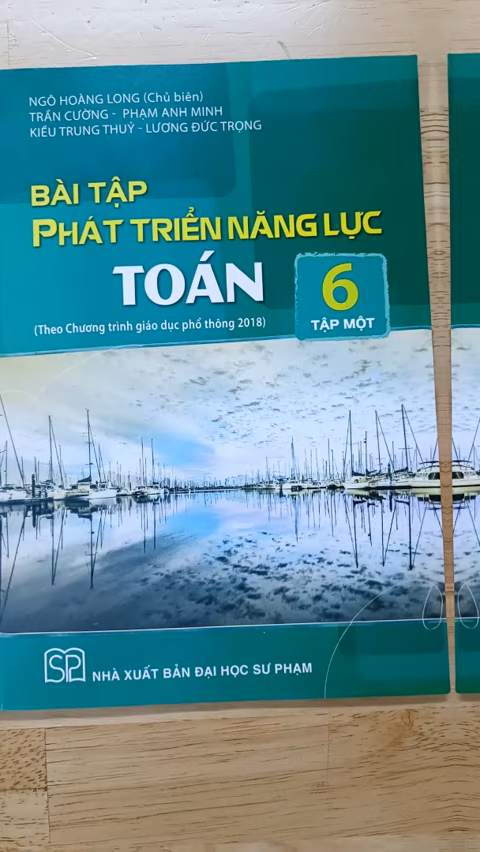 NGÔ HOÀNG LONG (Chủ biên)
TRẦN CƯỜNG - PHẠM ANH MINH
KIỀU TRUNG THUỶ - LƯƠNG ĐỨC TRỌNG
BÀI TẬP
PHÁT TRIỂN NĂNG LỰC
TOÁN
6
TẬP MỘT
(Theo Chương trình giáo dục phổ thông 2018)
SP
NHÀ XUẤT BẢN ĐẠI HỌC SƯ PHẠM